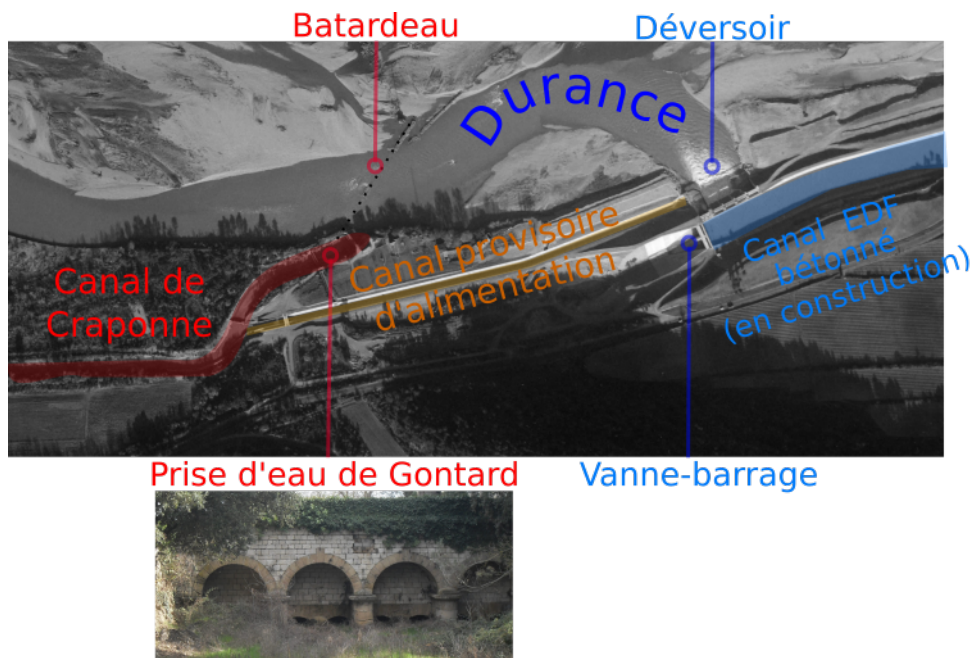 Batardeau
Déversoir
Durance
Canal de
Craponne
Canal provisoire
d'alimentation
Canal EDF
bétonné
(en construction)
Prise d'eau de Gontard
Vanne-barrage